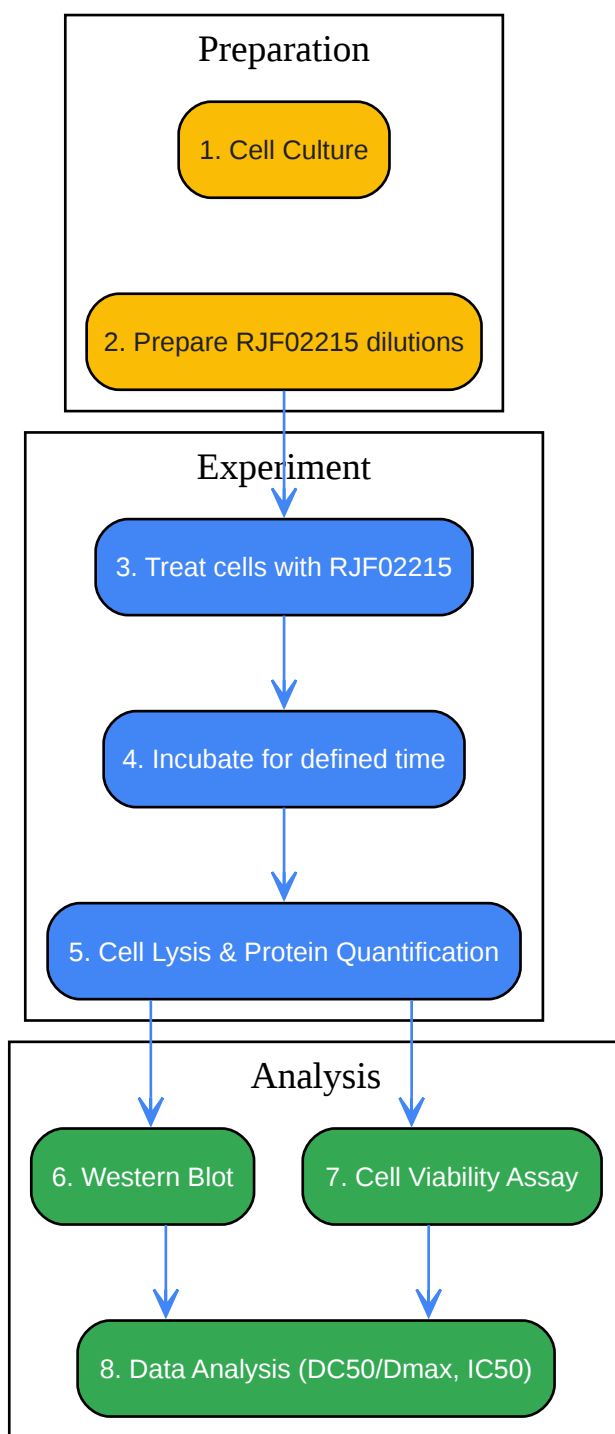 Preparation
1. Cell Culture
2. Prepare RJF02215 dilutions
Experiment
3. Treat cells with RJF02215
4. Incubate for defined time
5. Cell Lysis & Protein Quantification
Analysis
6. Western Blot
7. Cell Viability Assay
8. Data Analysis (DC50/Dmax, IC50)